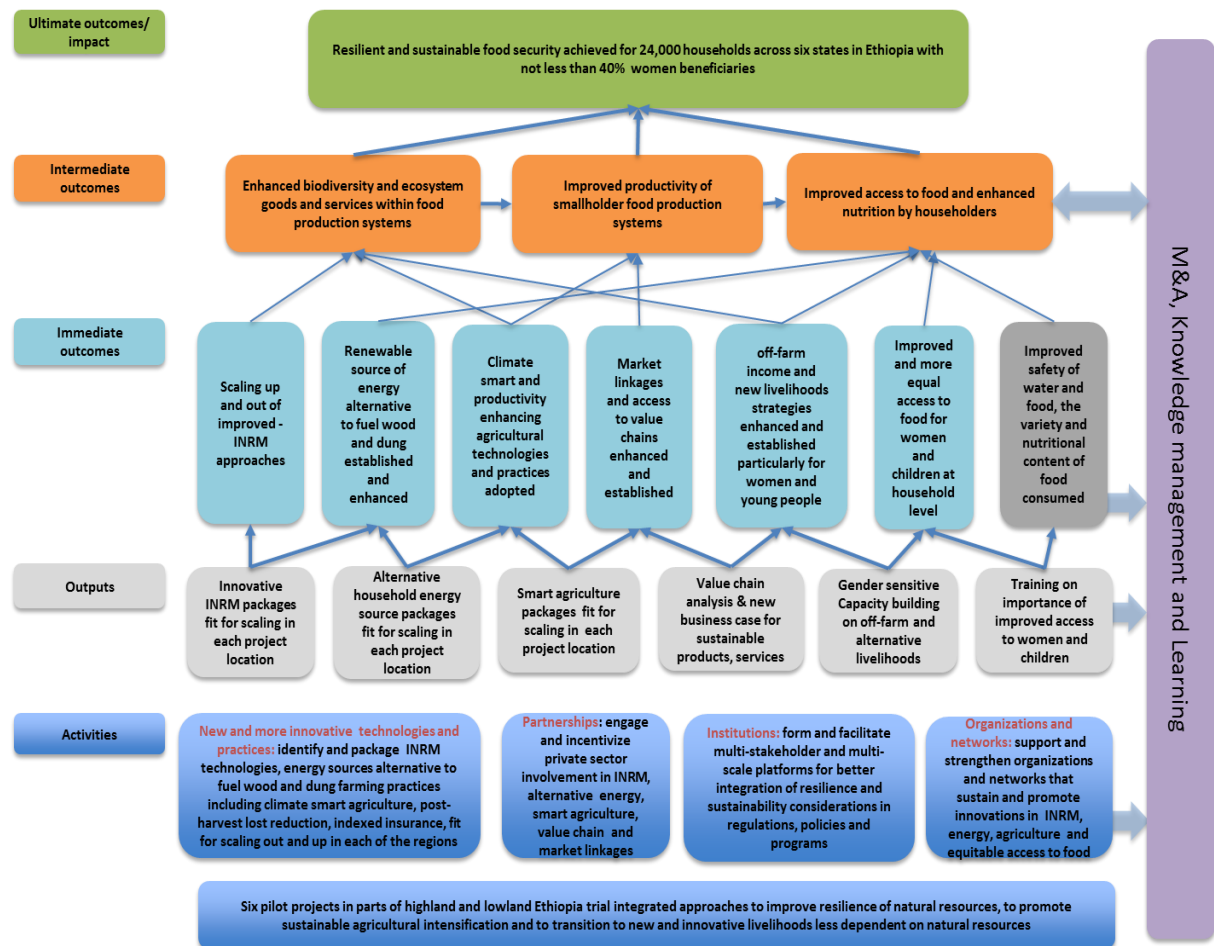 Ultimate outcomes/
impact
Resilient and sustainable food security achieved for 24,000 households across six states in Ethiopia with
not less than 40% women beneficiaries
Intermediate
outcomes
Enhanced biodiversity and ecosystem
goods and services within food
production systems
Improved productivity of
smallholder food production
systems
Improved access to food and enhanced
nutrition by householders
Immediate
outcomes
Scaling up
and out of
improved -
INRM
approaches
Renewable
source of
energy
alternative
to fuel wood
and dung
established
and
enhanced
Climate
smart and
productivity
enhancing
agricultural
technologies
and practices
adopted
Market
linkages
and access
to value
chains
enhanced
and
established
off-farm
income and
new livelihoods
strategies
enhanced and
established
particularly for
women and
young people
Improved
and more
equal
access to
food for
women
and
children at
household
level
Improved
safety of
water and
food, the
variety and
nutritional
content of
food
consumed
Outputs
Innovative
INRM packages
fit for scaling in
each project
location
Alternative
household energy
source packages
fit for scaling in
each project
location
Smart agriculture
packages fit for
scaling in each
project location
Value chain
analysis & new
business case for
sustainable
products, services
Gender sensitive
Capacity building
on off-farm and
alternative
livelihoods
Training on
importance of
improved access
to women and
children
Activities
New and more innovative technologies and
practices: identify and package INRM
technologies, energy sources alternative to
fuel wood and dung farming practices
including climate smart agriculture, post-
harvest lost reduction, indexed insurance, fit
for scaling out and up in each of the regions
Partnerships: engage
and incentivize
private sector
involvement in INRM,
alternative energy,
smart agriculture,
value chain and
market linkages
Institutions: form and facilitate
multi-stakeholder and multi-
scale platforms for better
integration of resilience and
sustainability considerations in
regulations, policies and
programs
Organizations and
networks: support and
strengthen organizations
and networks that
sustain and promote
innovations in INRM,
energy, agriculture and
equitable access to food
Six pilot projects in parts of highland and lowland Ethiopia trial integrated approaches to improve resilience of natural resources, to promote
sustainable agricultural intensification and to transition to new and innovative livelihoods less dependent on natural resources
M&A, Knowledge management and Learning